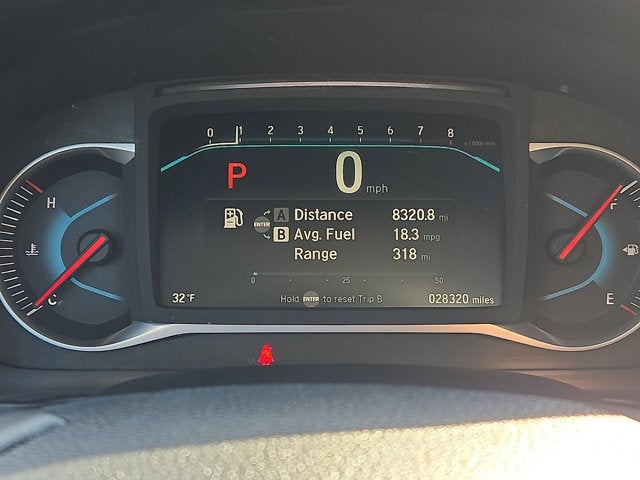 0 1 2 3 4 5 6 7 8 x 1000r/min
P 0 mph
H F
A Distance 8320.8 mi
ENTER
B Avg. Fuel 18.3 mpg
Range 318 mi
C E
0 25 50
32°F Hold ENTER to reset Trip B 028320 miles